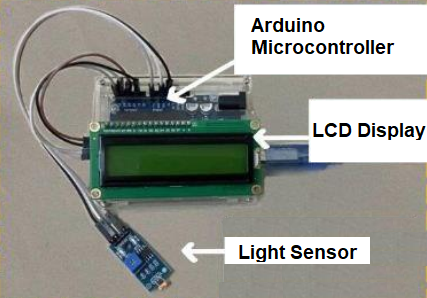 Arduino
Microcontroller
LCD Display
Light Sensor